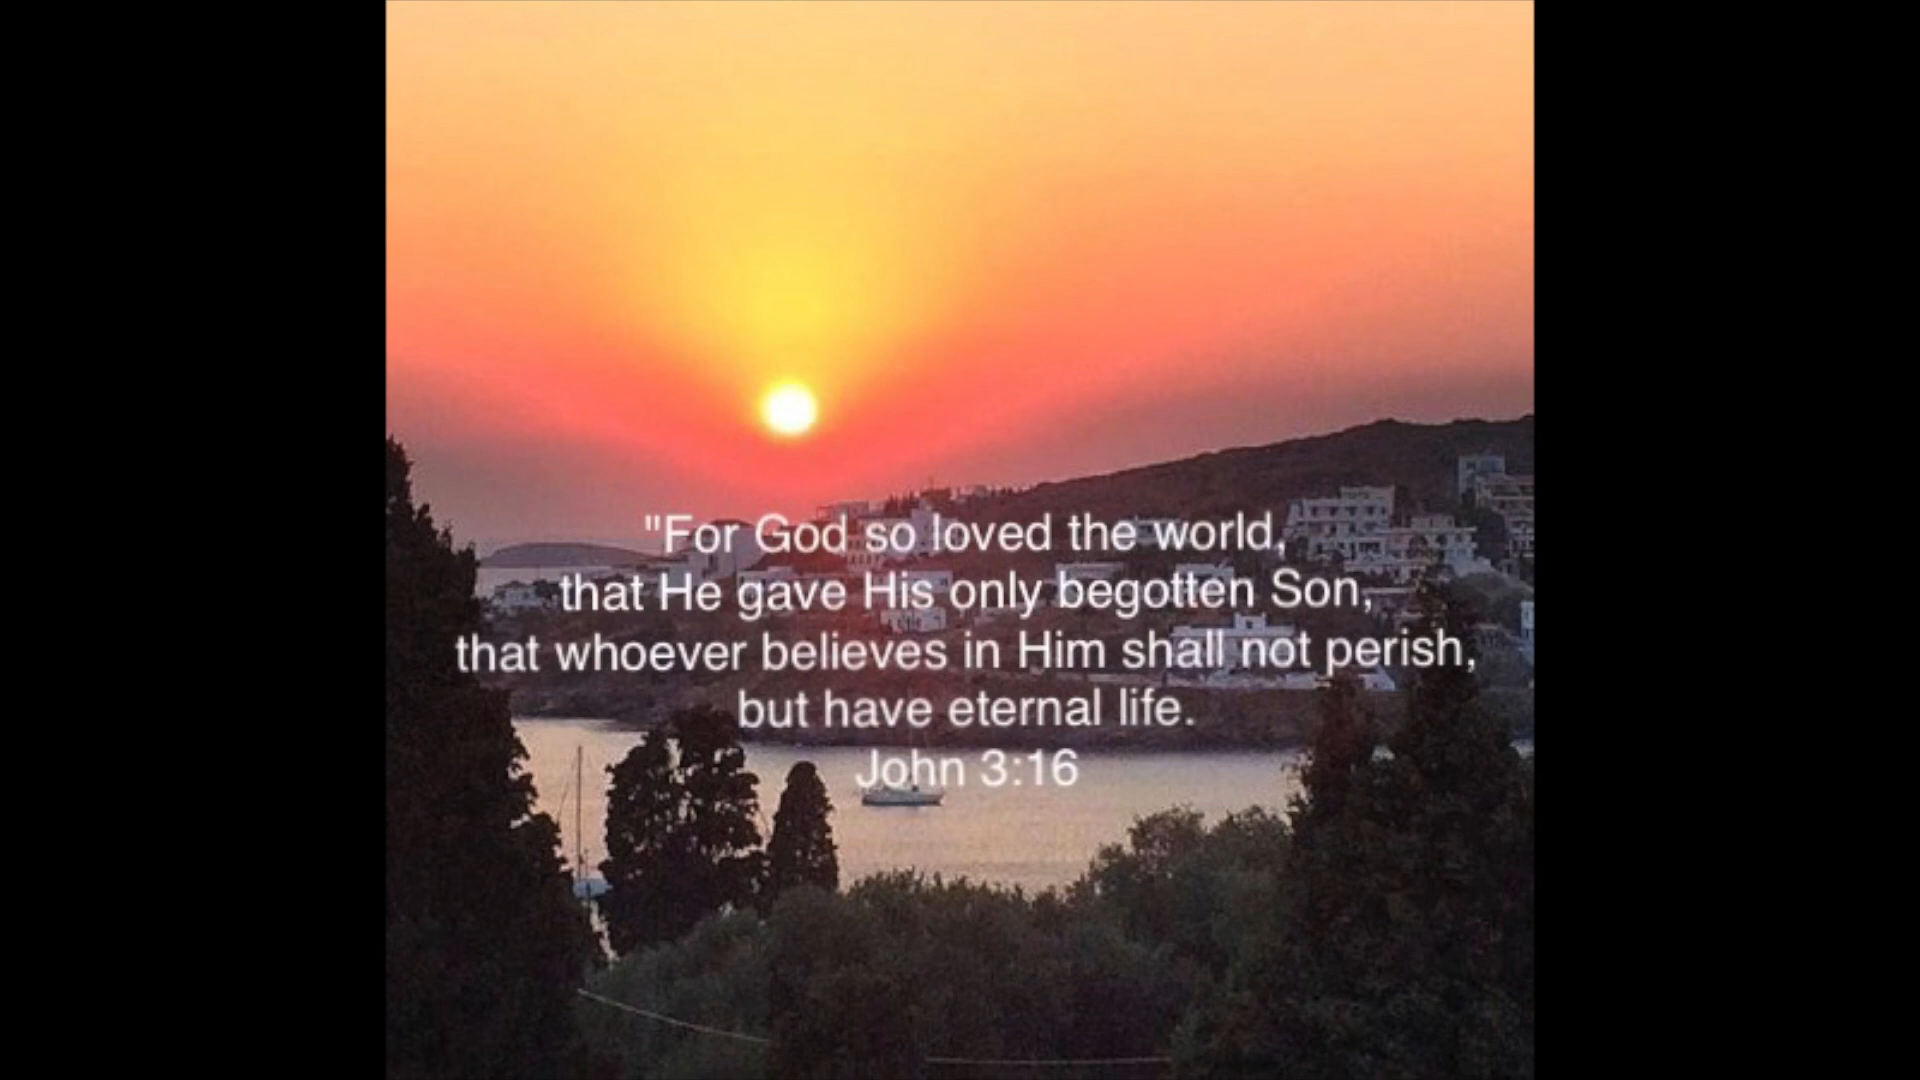 "For God so loved the world,
that He gave His only begotten Son,
that whoever believes in Him shall not perish,
but have eternal life.
John 3:16